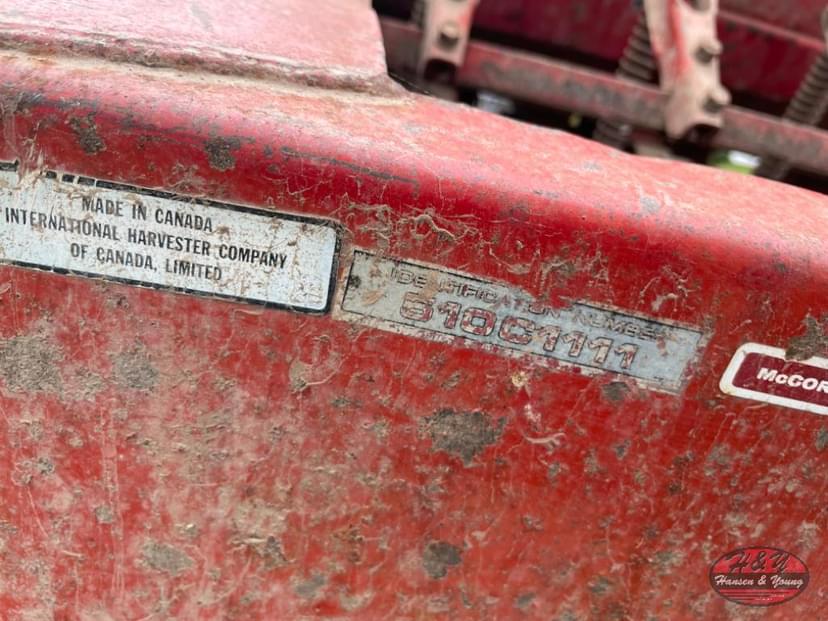 MADE IN CANADA
INTERNATIONAL HARVESTER COMPANY
OF CANADA, LIMITED
IDENTIFICATION NUMBER
510C1111
McCOR
H&Y
Hansen & Young